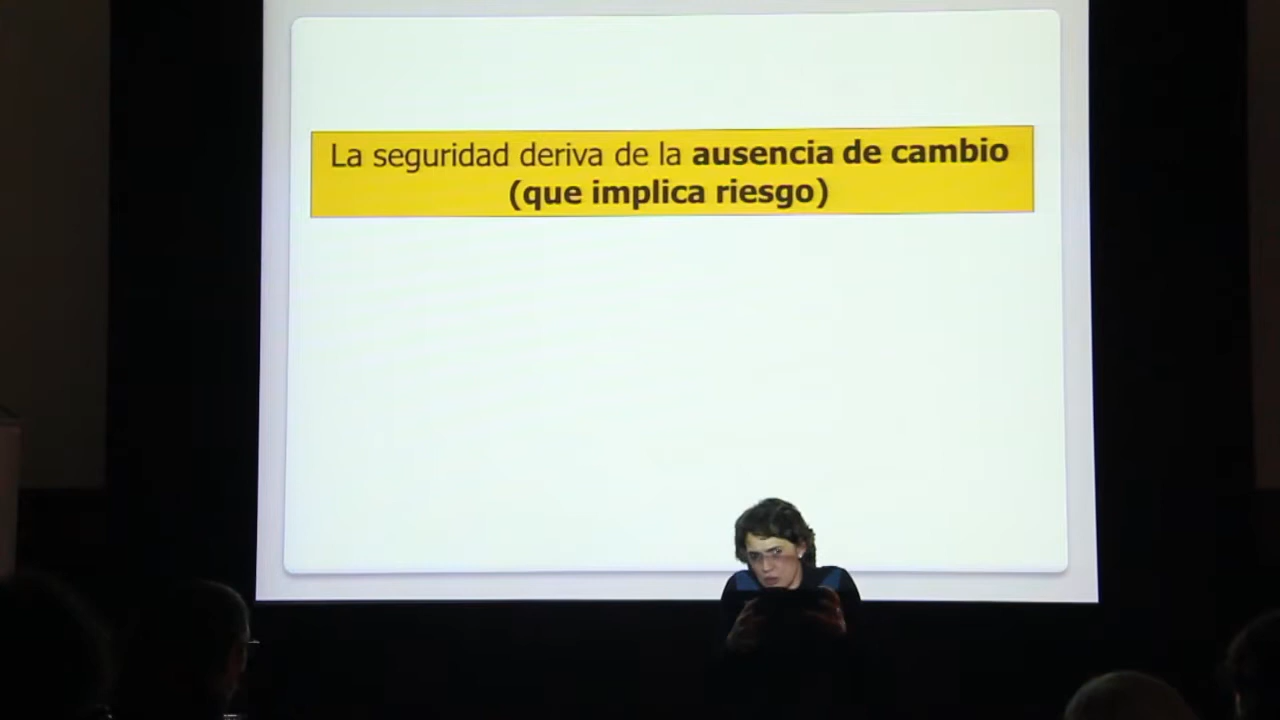 La seguridad deriva de la ausencia de cambio
(que implica riesgo)